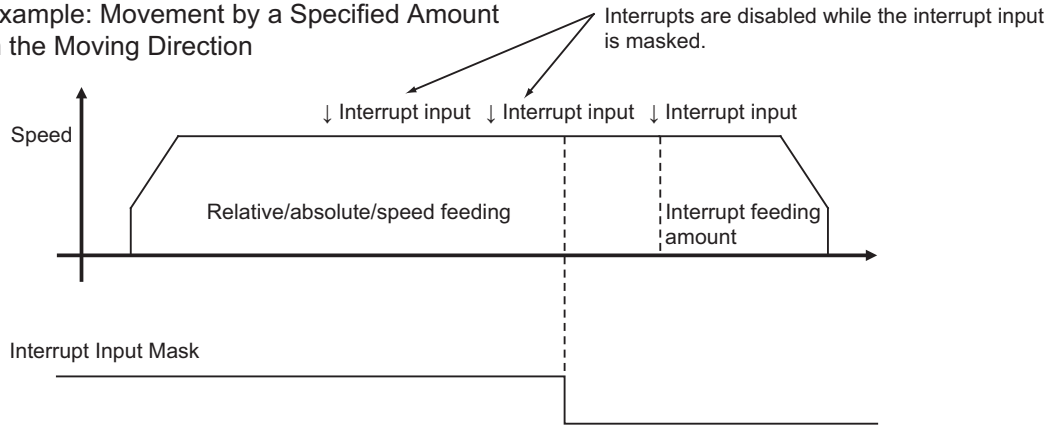 xample: Movement by a Specified Amount
the Moving Direction
Interrupts are disabled while the interrupt input
is masked.
↓ Interrupt input ↓ Interrupt input ↓ Interrupt input
Speed
Relative/absolute/speed feeding
Interrupt feeding
amount
Interrupt Input Mask